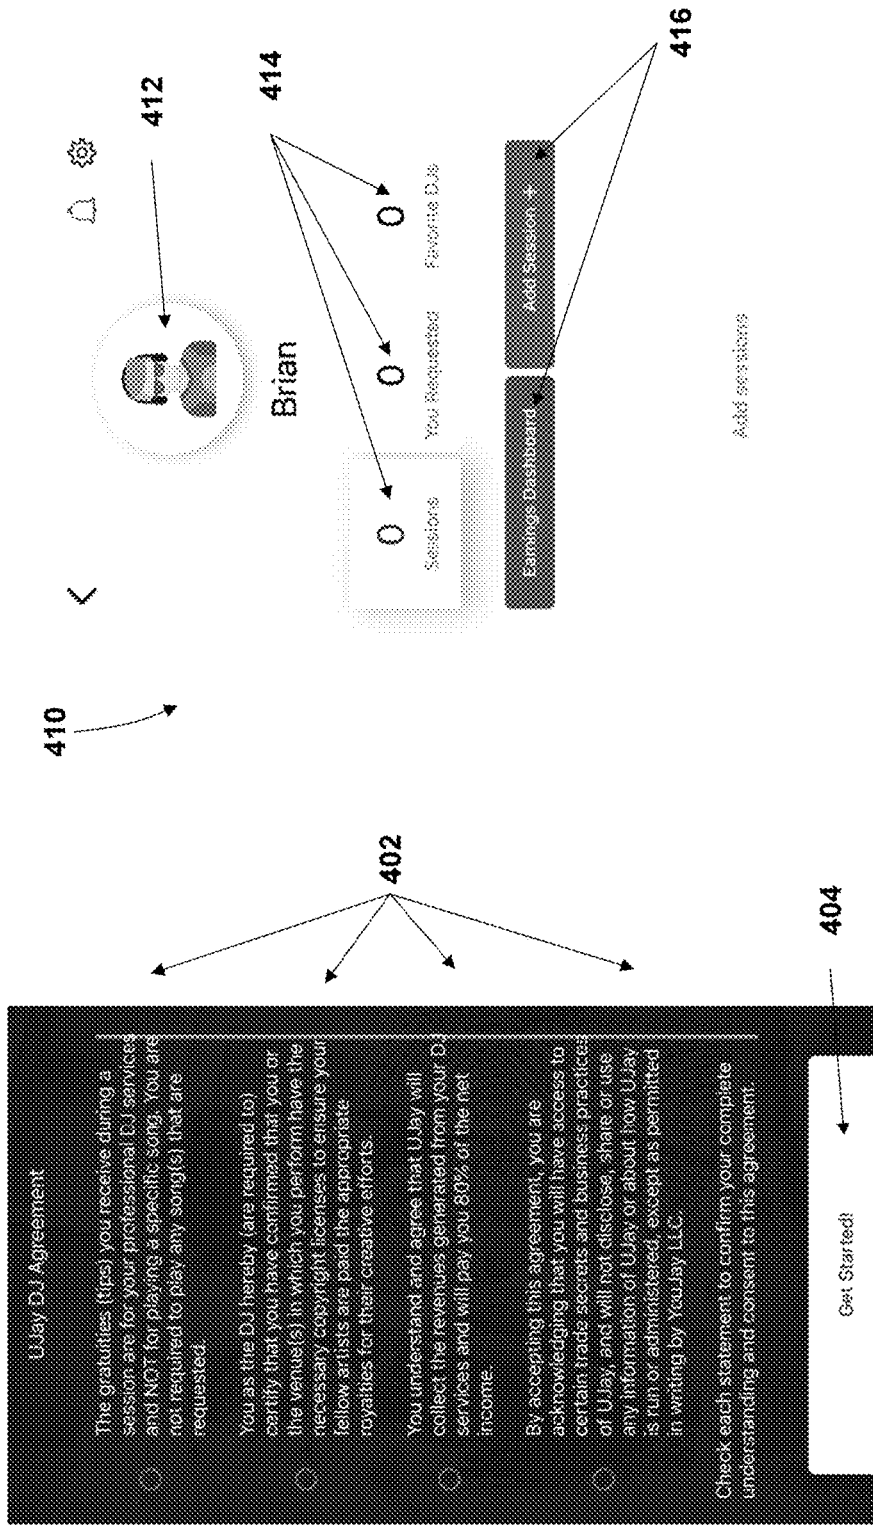 UJay DJ Agreement
The gratuities (tips) you receive during a
session are for your professional DJ services
and NOT for playing a specific song. You are
not required to play any song(s) that are
requested.
You as the DJ hereby (are required to)
certify that you have confirmed that you or
the venue(s) in which you perform have the
necessary copyright licenses to ensure your
fellow artists are paid the appropriate
royalties for their creative efforts.
You understand and agree that UJay will
collect the revenues generated from your DJ
services and will pay you 80% of the net
income.
By accepting this agreement, you are
acknowledging that you will have access to
certain trade secrets and business practices
of UJay, and will not disclose, share or use
any information of UJay or about how UJay
is run or administered, except as permitted
in writing by YouJay LLC.
Check each statement to confirm your complete
understanding and consent to this agreement.
Get Started!
402
404
410
412
Brian
414
0 0 0
Sessions You Requested Favorite DJs
416
Earnings Dashboard Add Session +
Add sessions